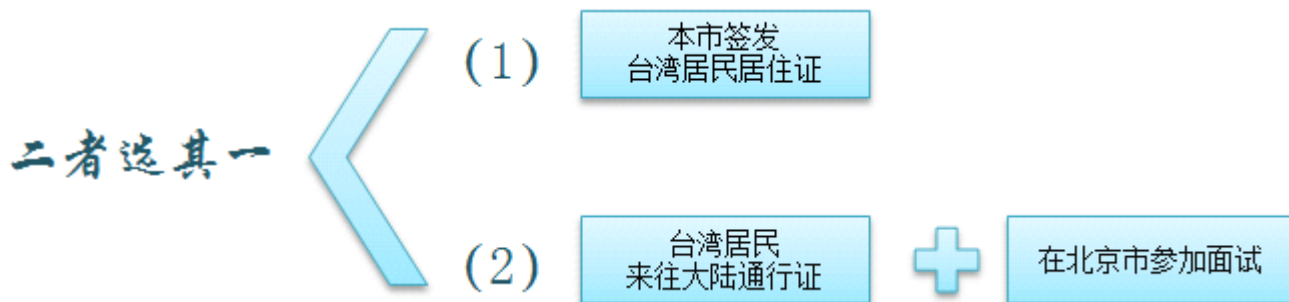 (1)
本市签发
台湾居民居住证
二者选其一
(2)
台湾居民
来往大陆通行证
在北京市参加面试